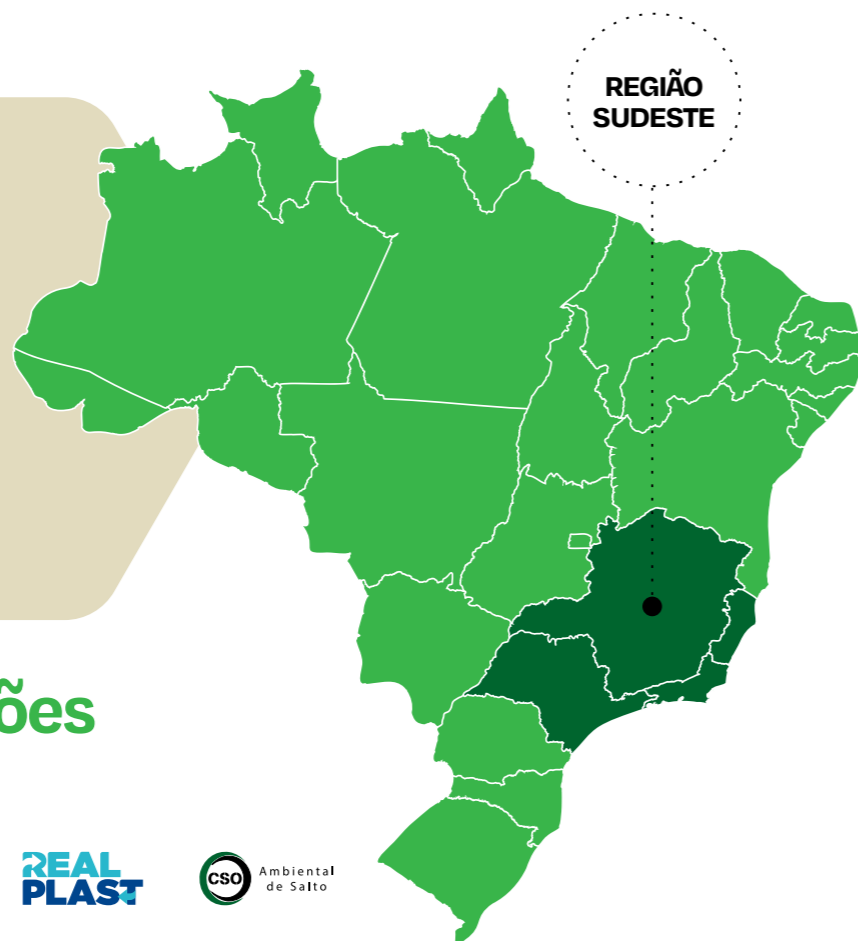 REGIÃO
SUDESTE
ões
REAL
PLAST
CSO
Ambiental
de Salto